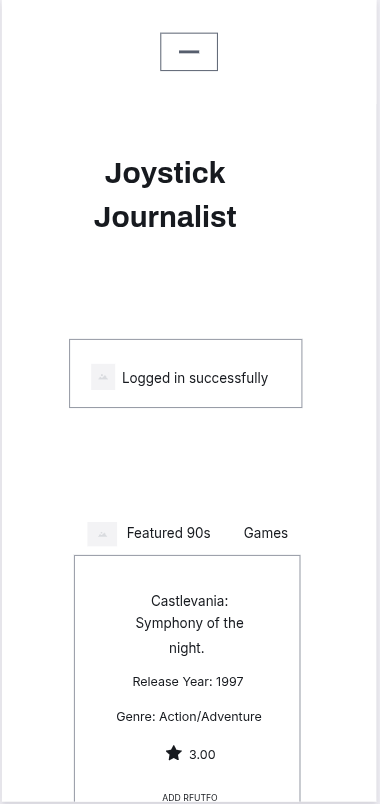 Joystick
Journalist
Logged in successfully
Featured 90s Games
Castlevania:
Symphony of the
night.
Release Year: 1997
Genre: Action/Adventure
3.00
ADD RFUTFO